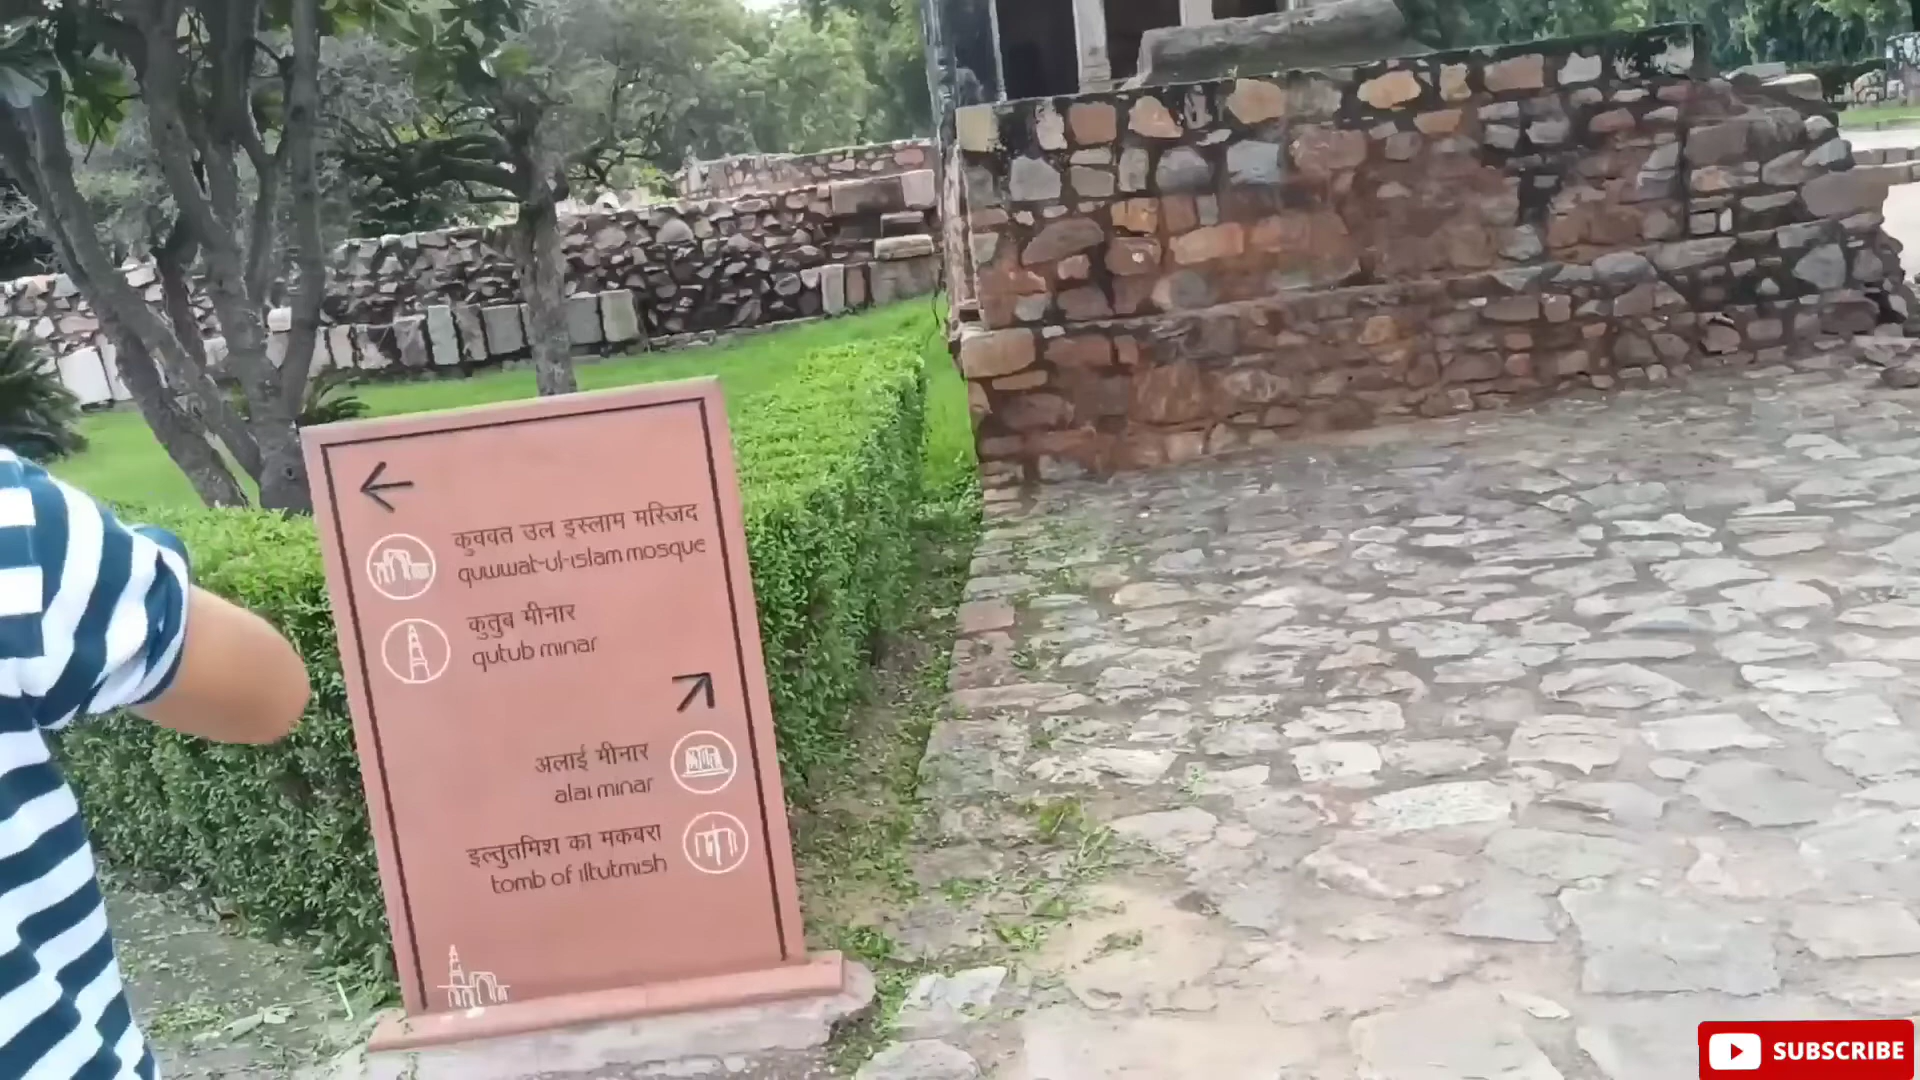 कुववत उल इस्लाम मस्जिद
quwwat-ul-islam mosque
कुतुब मीनार
qutub minar
अलाई मीनार
alai minar
इल्तुतमिश का मकबरा
tomb of iltutmish
SUBSCRIBE